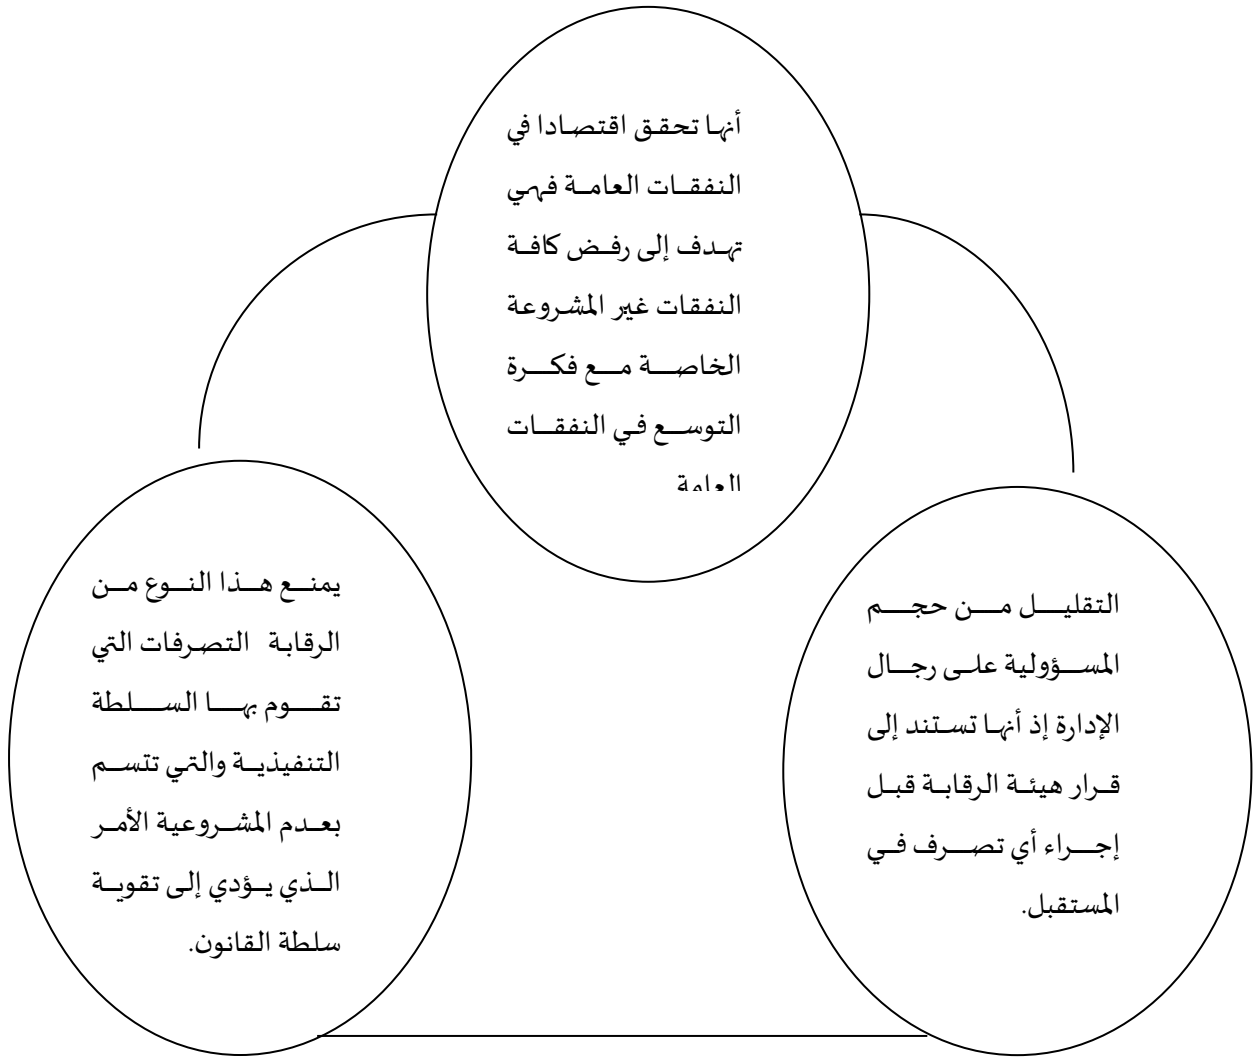 أنها تحقق اقتصادا في
النفقات العامة فهي
تهدف إلى رفض كافة
النفقات غير المشروعة
الخاصة مع فكرة
التوسع في النفقات
العامة
التقليل من حجم
المسؤولية على رجال
الإدارة إذ أنها تستند إلى
قرار هيئة الرقابة قبل
إجراء أي تصرف في
المستقبل.
يمنع هذا النوع من
الرقابة التصرفات التي
تقوم بها السلطة
التنفيذية والتي تتسم
بعدم المشروعية الأمر
الذي يؤدي إلى تقوية
سلطة القانون.